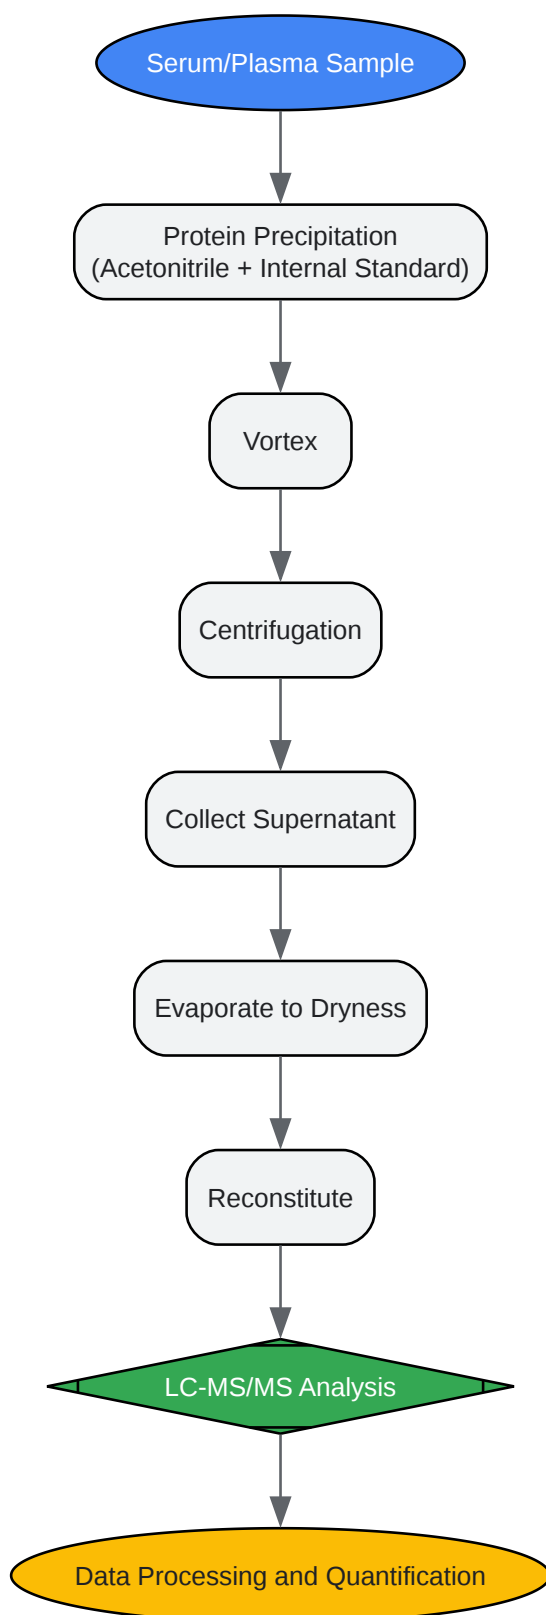 Serum/Plasma Sample
Protein Precipitation
(Acetonitrile + Internal Standard)
Vortex
Centrifugation
Collect Supernatant
Evaporate to Dryness
Reconstitute
LC-MS/MS Analysis
Data Processing and Quantification